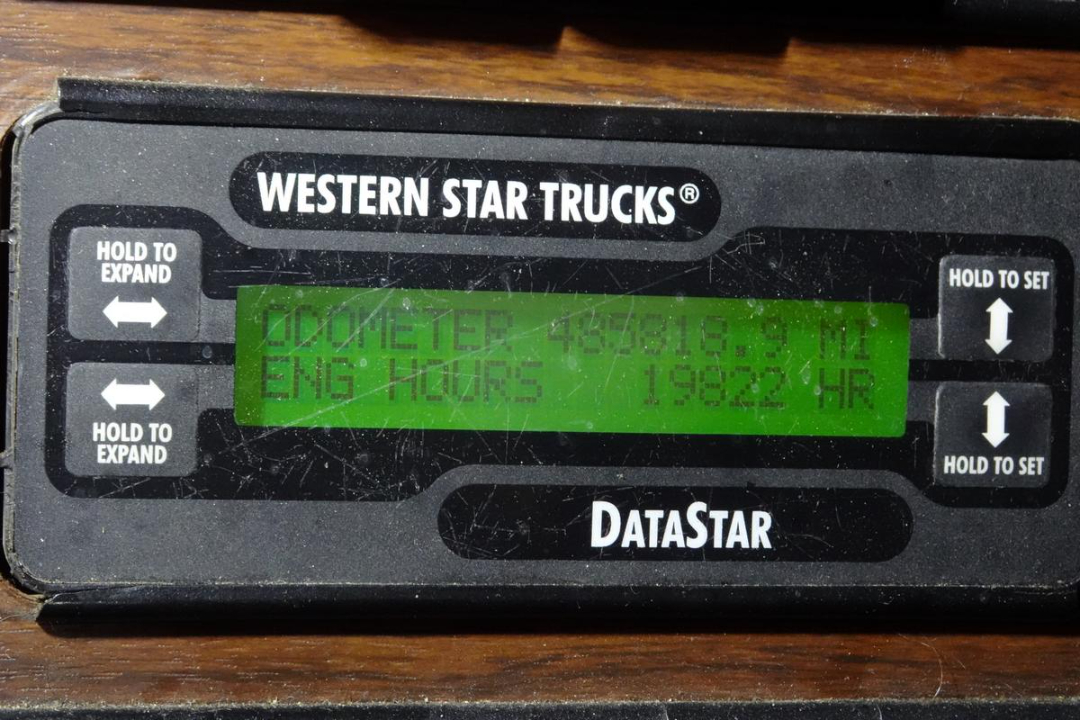 WESTERN STAR TRUCKS®
HOLD TO
EXPAND
HOLD TO SET
ODOMETER 485818.9 MI
ENG HOURS 19822 HR
HOLD TO
EXPAND
HOLD TO SET
DATASTAR